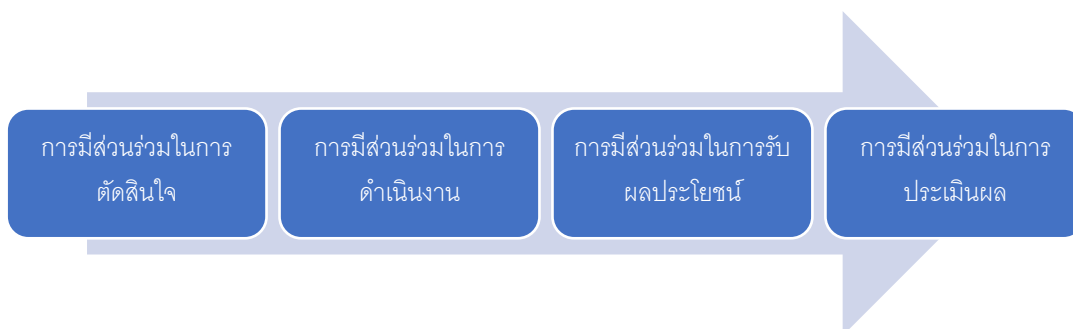 การมีส่วนร่วมในการ
ตัดสินใจ
การมีส่วนร่วมในการ
ดำเนินงาน
การมีส่วนร่วมในการรับ
ผลประโยชน์
การมีส่วนร่วมในการ
ประเมินผล